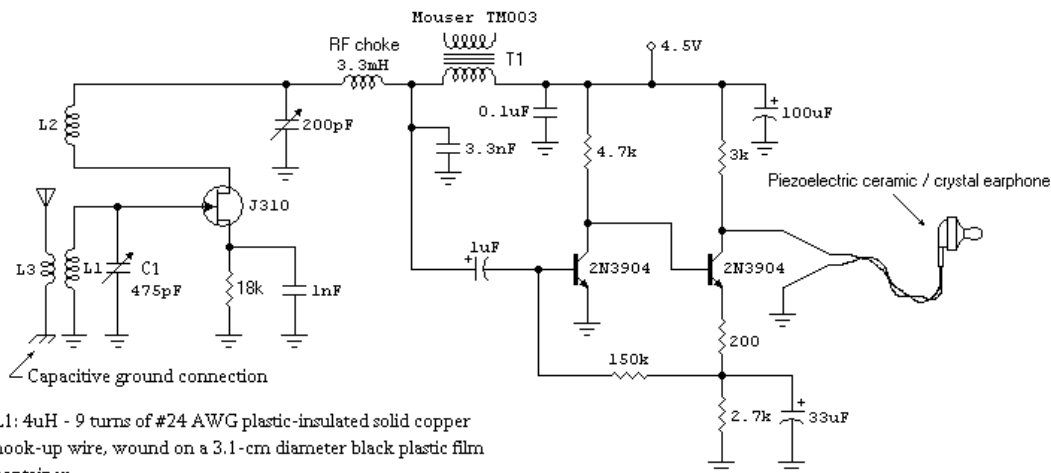 Mouser TM003
RF choke
3.3mH
T1
4.5V
L2
200pF
0.1uF
+
100uF
3.3nF
4.7k
3k
Piezoelectric ceramic / crystal earphone
J310
1uF
+
2N3904
2N3904
L3
L1
C1
475pF
18k
1nF
200
150k
Capacitive ground connection
2.7k
+
33uF
L1: 4uH - 9 turns of #24 AWG plastic-insulated solid copper
hook-up wire, wound on a 3.1-cm diameter black plastic film